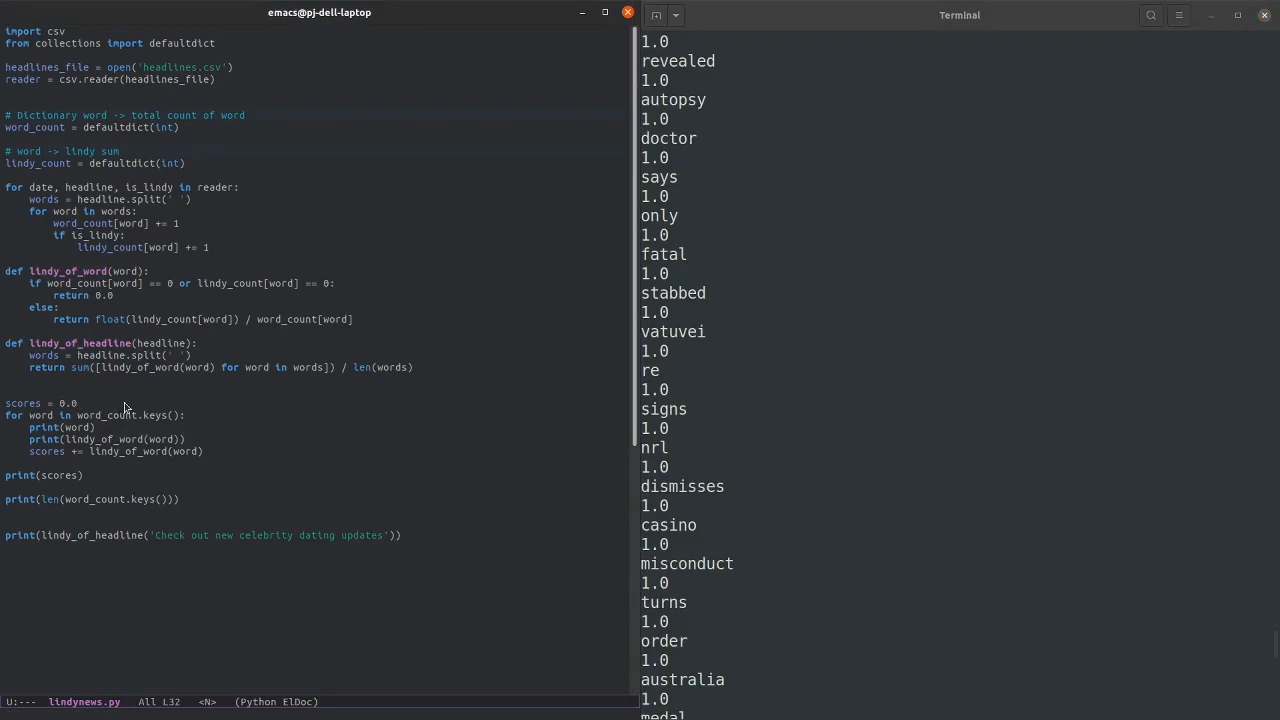 emacs@pj-dell-laptop
import csv
from collections import defaultdict
headlines_file = open('headlines.csv')
reader = csv.reader(headlines_file)
# Dictionary word -> total count of word
word_count = defaultdict(int)
# word -> lindy sum
lindy_count = defaultdict(int)
for date, headline, is_lindy in reader:
    words = headline.split(' ')
    for word in words:
        word_count[word] += 1
        if is_lindy:
            lindy_count[word] += 1
def lindy_of_word(word):
    if word_count[word] == 0 or lindy_count[word] == 0:
        return 0.0
    else:
        return float(lindy_count[word]) / word_count[word]
def lindy_of_headline(headline):
    words = headline.split(' ')
    return sum([lindy_of_word(word) for word in words]) / len(words)
scores = 0.0
for word in word_count.keys():
    print(word)
    print(lindy_of_word(word))
    scores += lindy_of_word(word)
print(scores)
print(len(word_count.keys()))
print(lindy_of_headline('Check out new celebrity dating updates'))
U:--- lindynews.py All L32 <N> (Python ElDoc)
Terminal
1.0
revealed
1.0
autopsy
1.0
doctor
1.0
says
1.0
only
1.0
fatal
1.0
stabbed
1.0
vatuvei
1.0
re
1.0
signs
1.0
nrl
1.0
dismisses
1.0
casino
1.0
misconduct
1.0
turns
1.0
order
1.0
australia
1.0
medal